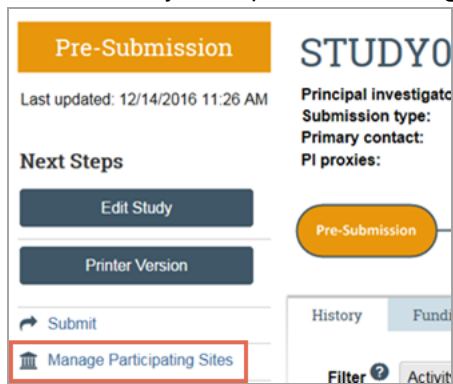 Pre-Submission
Last updated: 12/14/2016 11:26 AM
Next Steps
Edit Study
Printer Version
Submit
Manage Participating Sites
STUDY0
Principal investigato
Submission type:
Primary contact:
PI proxies:
Pre-Submission
History Fundi
Filter ? Activit